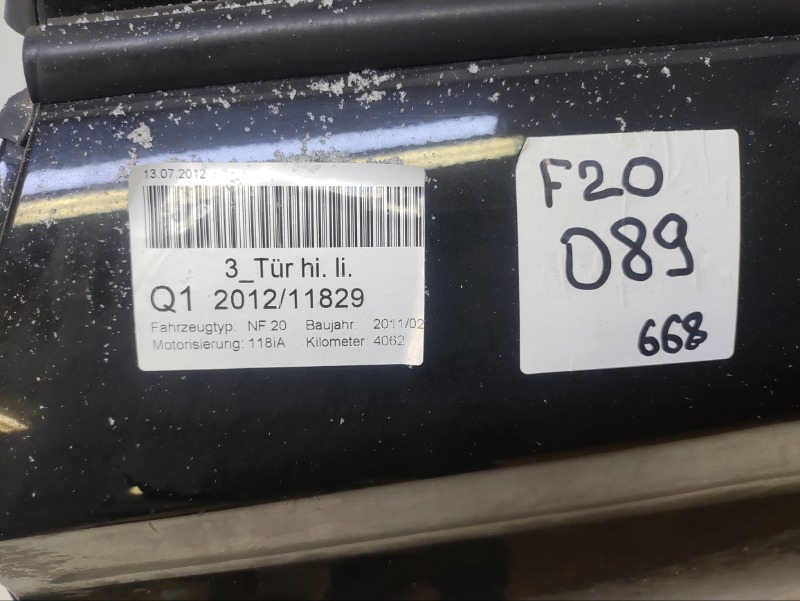 13.07.2012
3_Tür hi. li.
Q1 2012/11829
Fahrzeugtyp: NF 20 Baujahr: 2011/02
Motorisierung: 118iA Kilometer: 4062
F20
D89
668